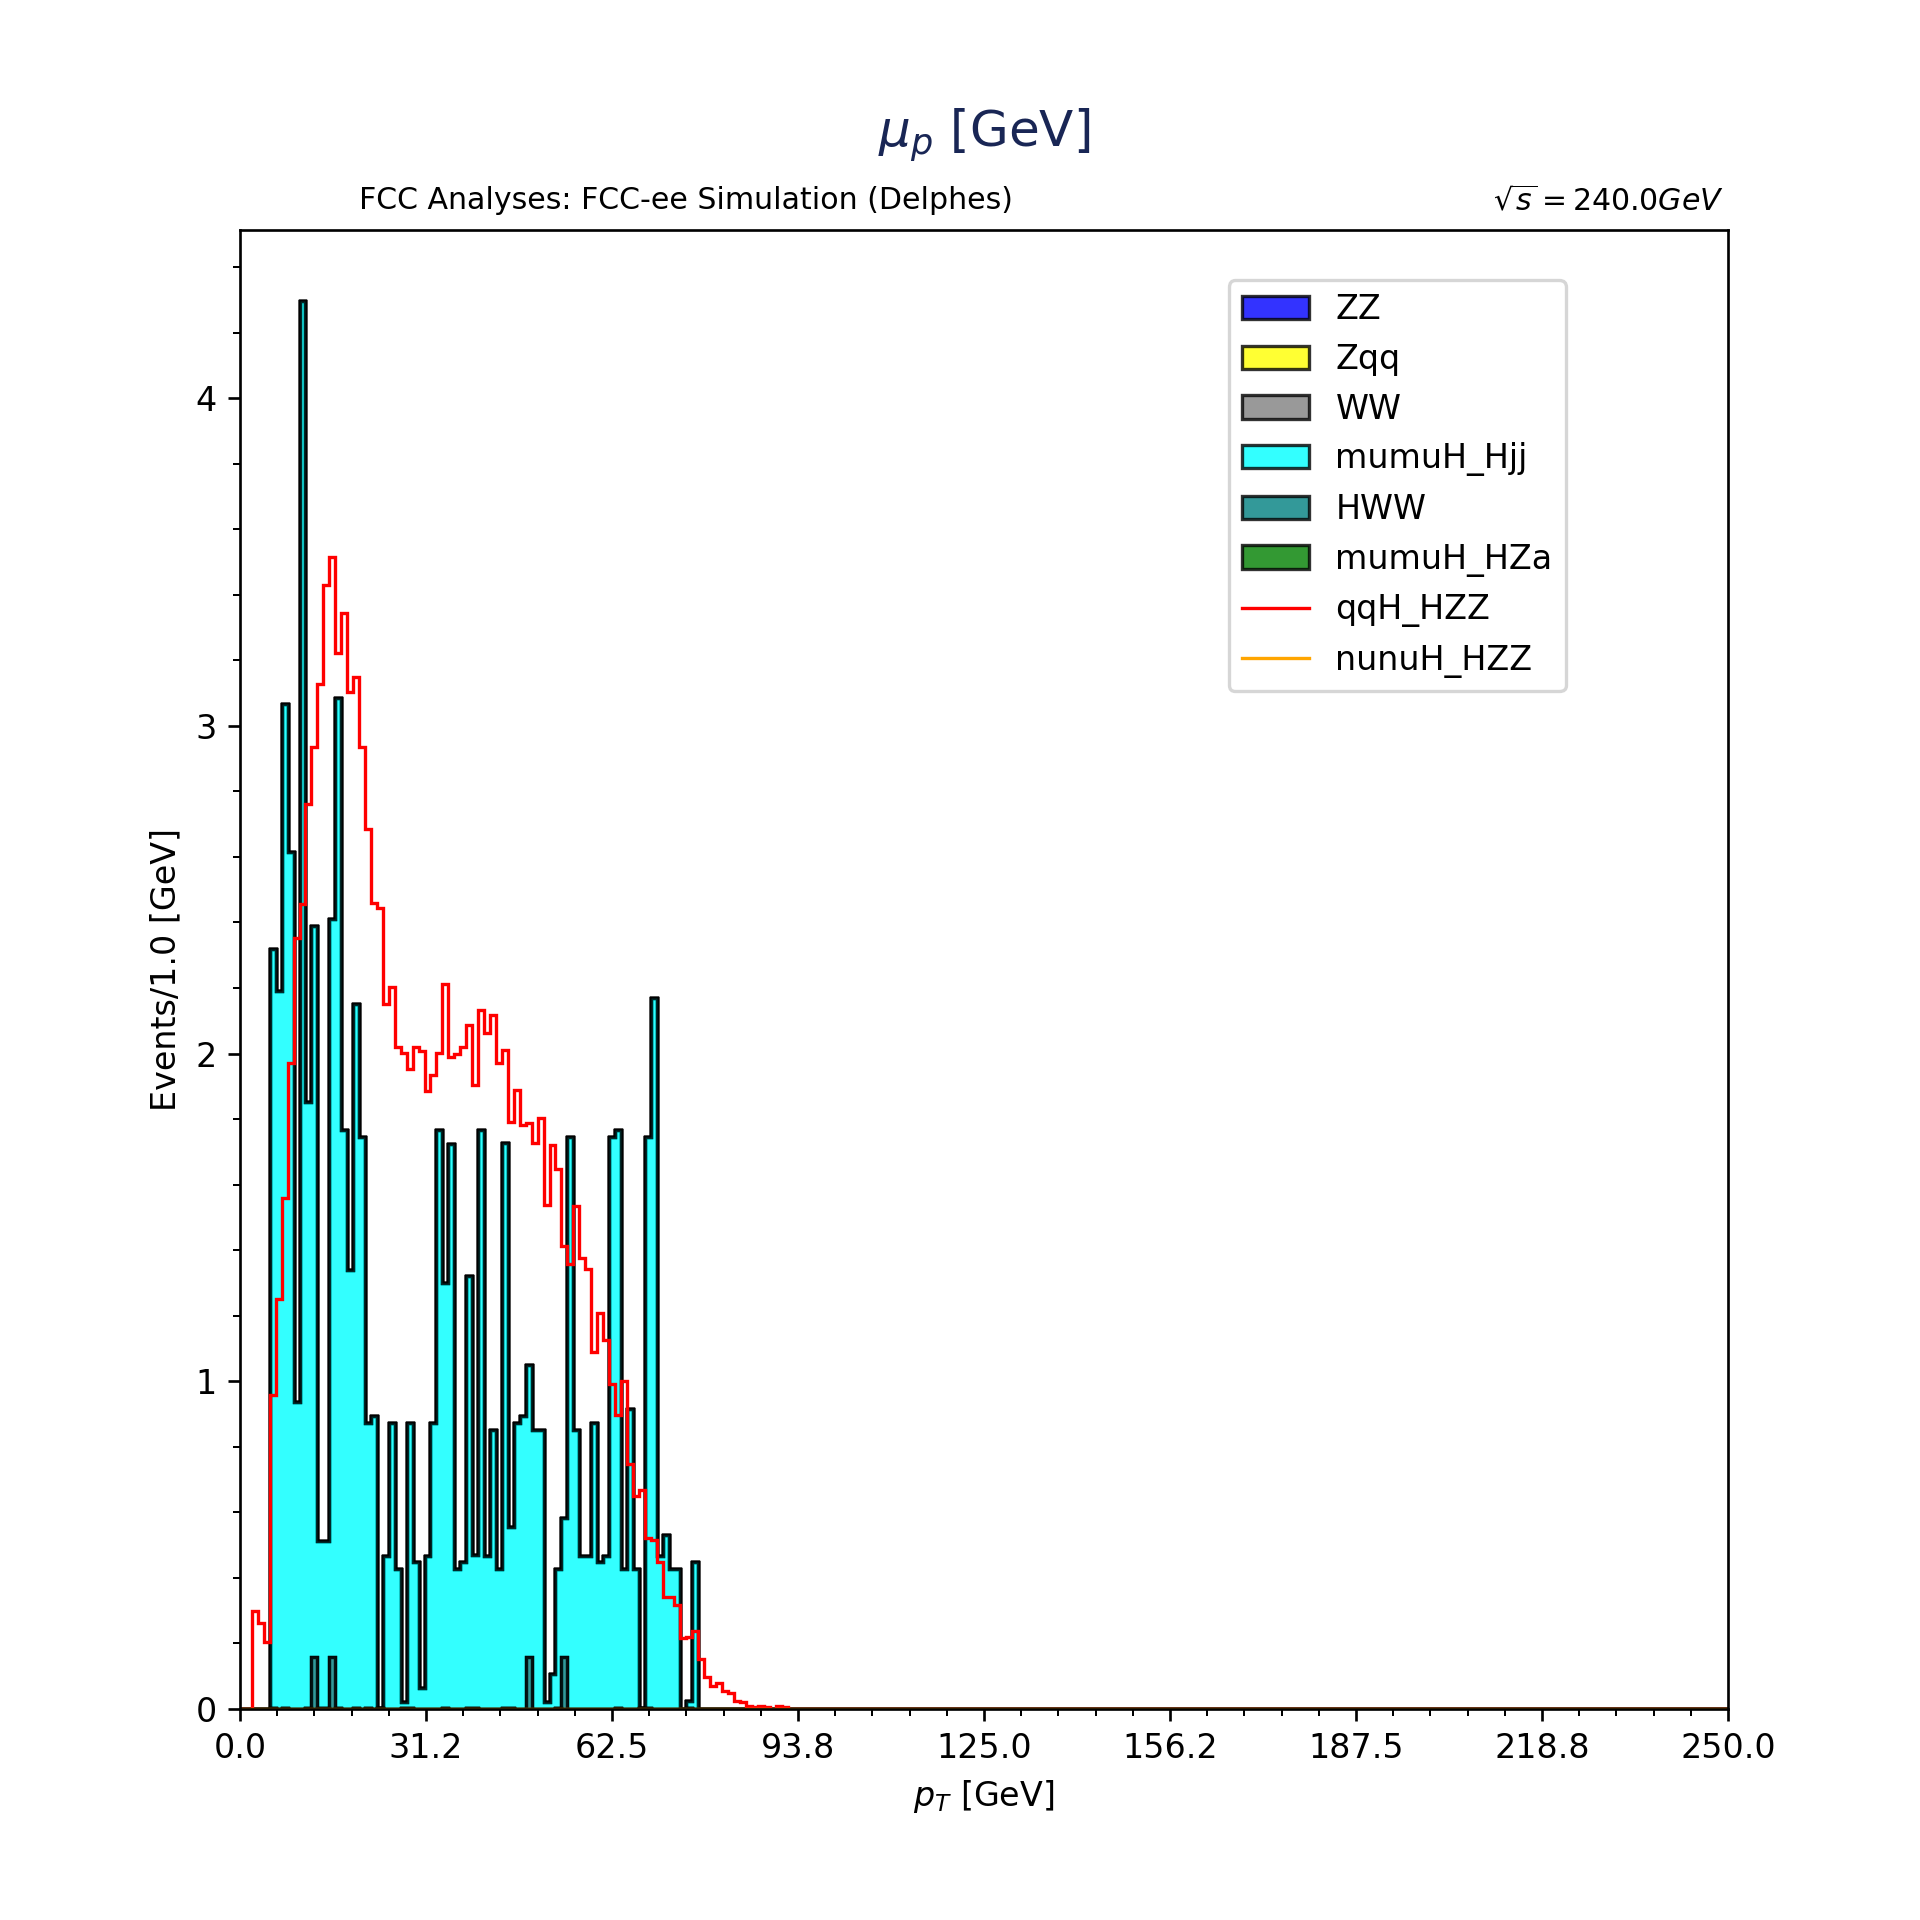 μp [GeV]
FCC Analyses: FCC-ee Simulation (Delphes)
√s = 240.0GeV
ZZ
Zqq
WW
mumuH_Hjj
HWW
mumuH_HZa
qqH_HZZ
nunuH_HZZ
Events/1.0 [GeV]
4
3
2
1
0
0.0 31.2 62.5 93.8 125.0 156.2 187.5 218.8 250.0
pT [GeV]